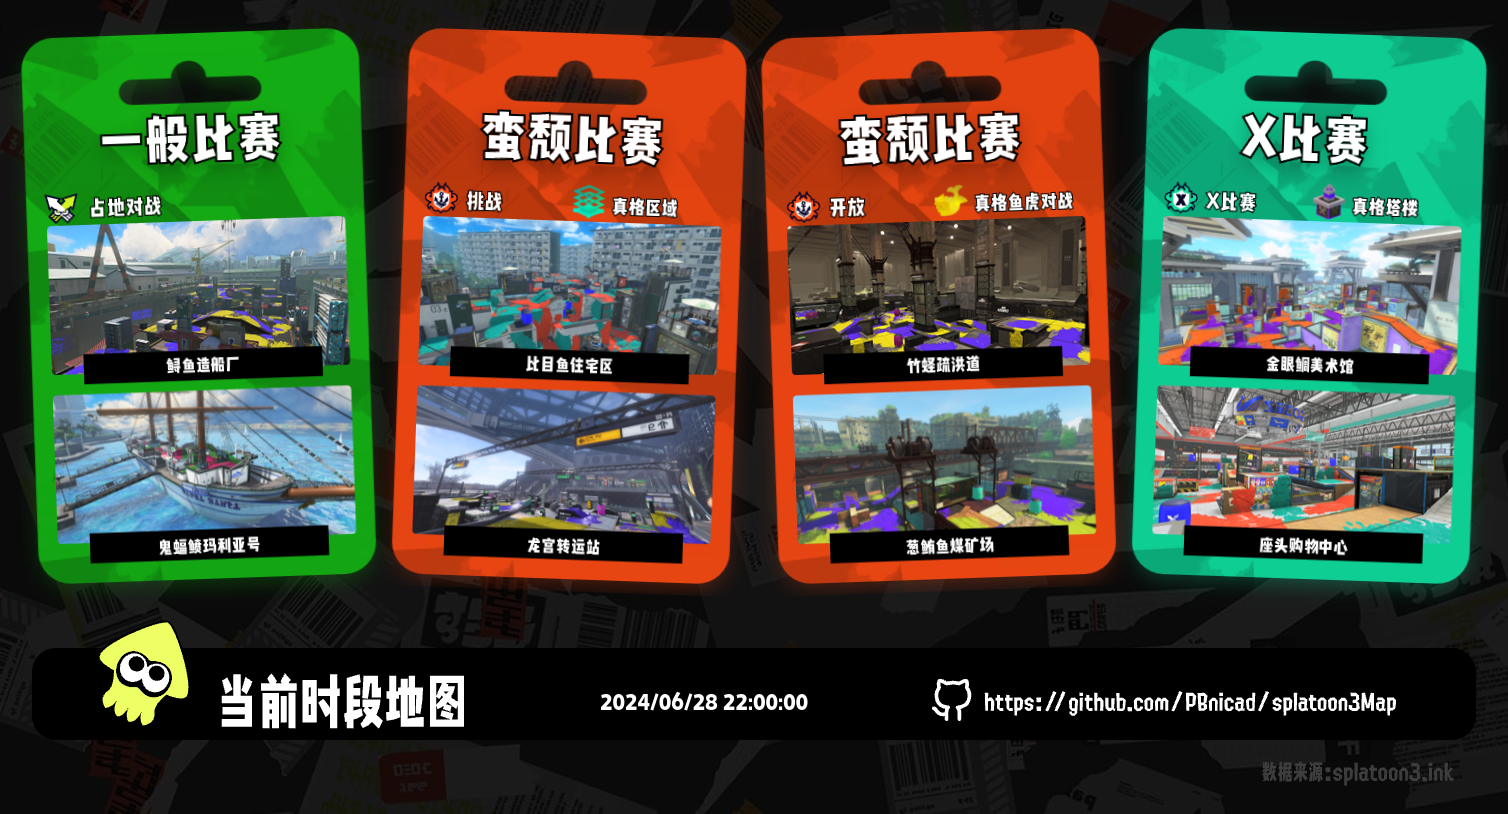 一般比赛
占地对战
鲟鱼造船厂
鬼蝠鲼玛利亚号
蛮颓比赛
挑战
真格区域
比目鱼住宅区
龙宫转运站
蛮颓比赛
开放
真格鱼虎对战
竹蛏疏洪道
葱鲔鱼煤矿场
X比赛
X比赛
真格塔楼
金眼鲷美术馆
座头购物中心
当前时段地图
2024/06/28 22:00:00
https://github.com/PBnicad/splatoon3Map
数据来源:splatoon3.ink